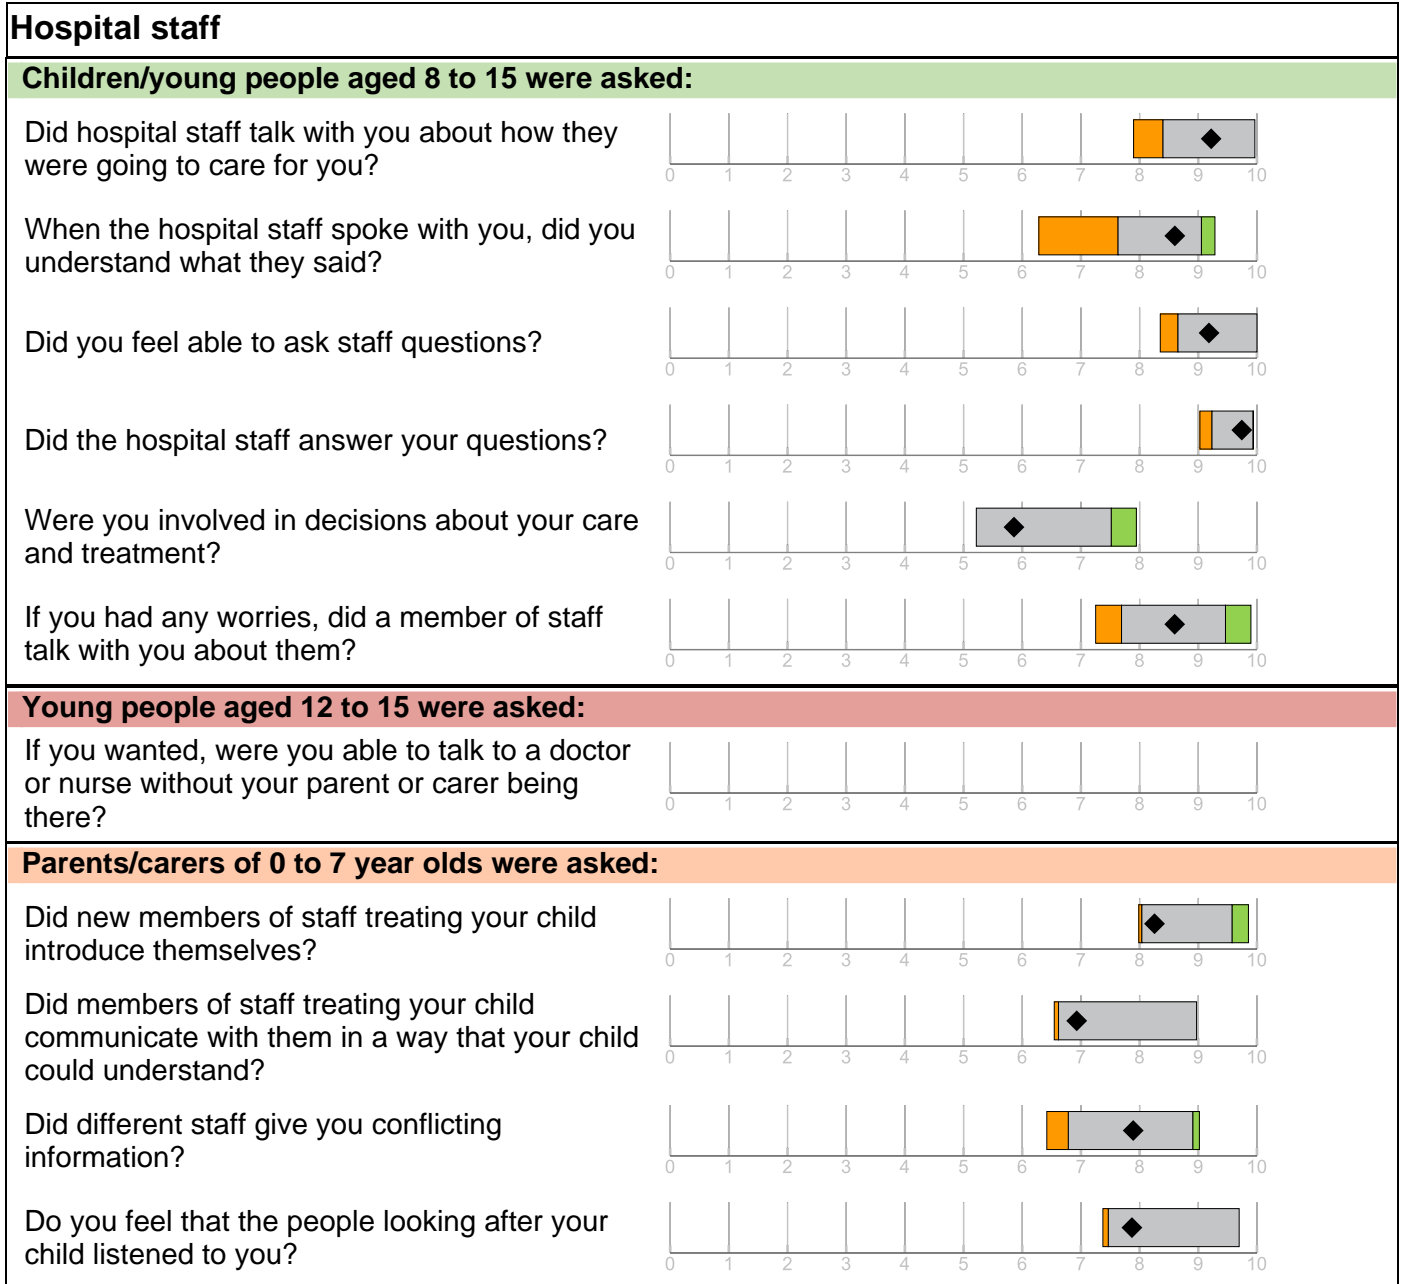 Hospital staff
Children/young people aged 8 to 15 were asked:
Did hospital staff talk with you about how they
were going to care for you?
0 1 2 3 4 5 6 7 8 9 10
When the hospital staff spoke with you, did you
understand what they said?
0 1 2 3 4 5 6 7 8 9 10
Did you feel able to ask staff questions?
0 1 2 3 4 5 6 7 8 9 10
Did the hospital staff answer your questions?
0 1 2 3 4 5 6 7 8 9 10
Were you involved in decisions about your care
and treatment?
0 1 2 3 4 5 6 7 8 9 10
If you had any worries, did a member of staff
talk with you about them?
0 1 2 3 4 5 6 7 8 9 10
Young people aged 12 to 15 were asked:
If you wanted, were you able to talk to a doctor
or nurse without your parent or carer being
there?
0 1 2 3 4 5 6 7 8 9 10
Parents/carers of 0 to 7 year olds were asked:
Did new members of staff treating your child
introduce themselves?
0 1 2 3 4 5 6 7 8 9 10
Did members of staff treating your child
communicate with them in a way that your child
could understand?
0 1 2 3 4 5 6 7 8 9 10
Did different staff give you conflicting
information?
0 1 2 3 4 5 6 7 8 9 10
Do you feel that the people looking after your
child listened to you?
0 1 2 3 4 5 6 7 8 9 10